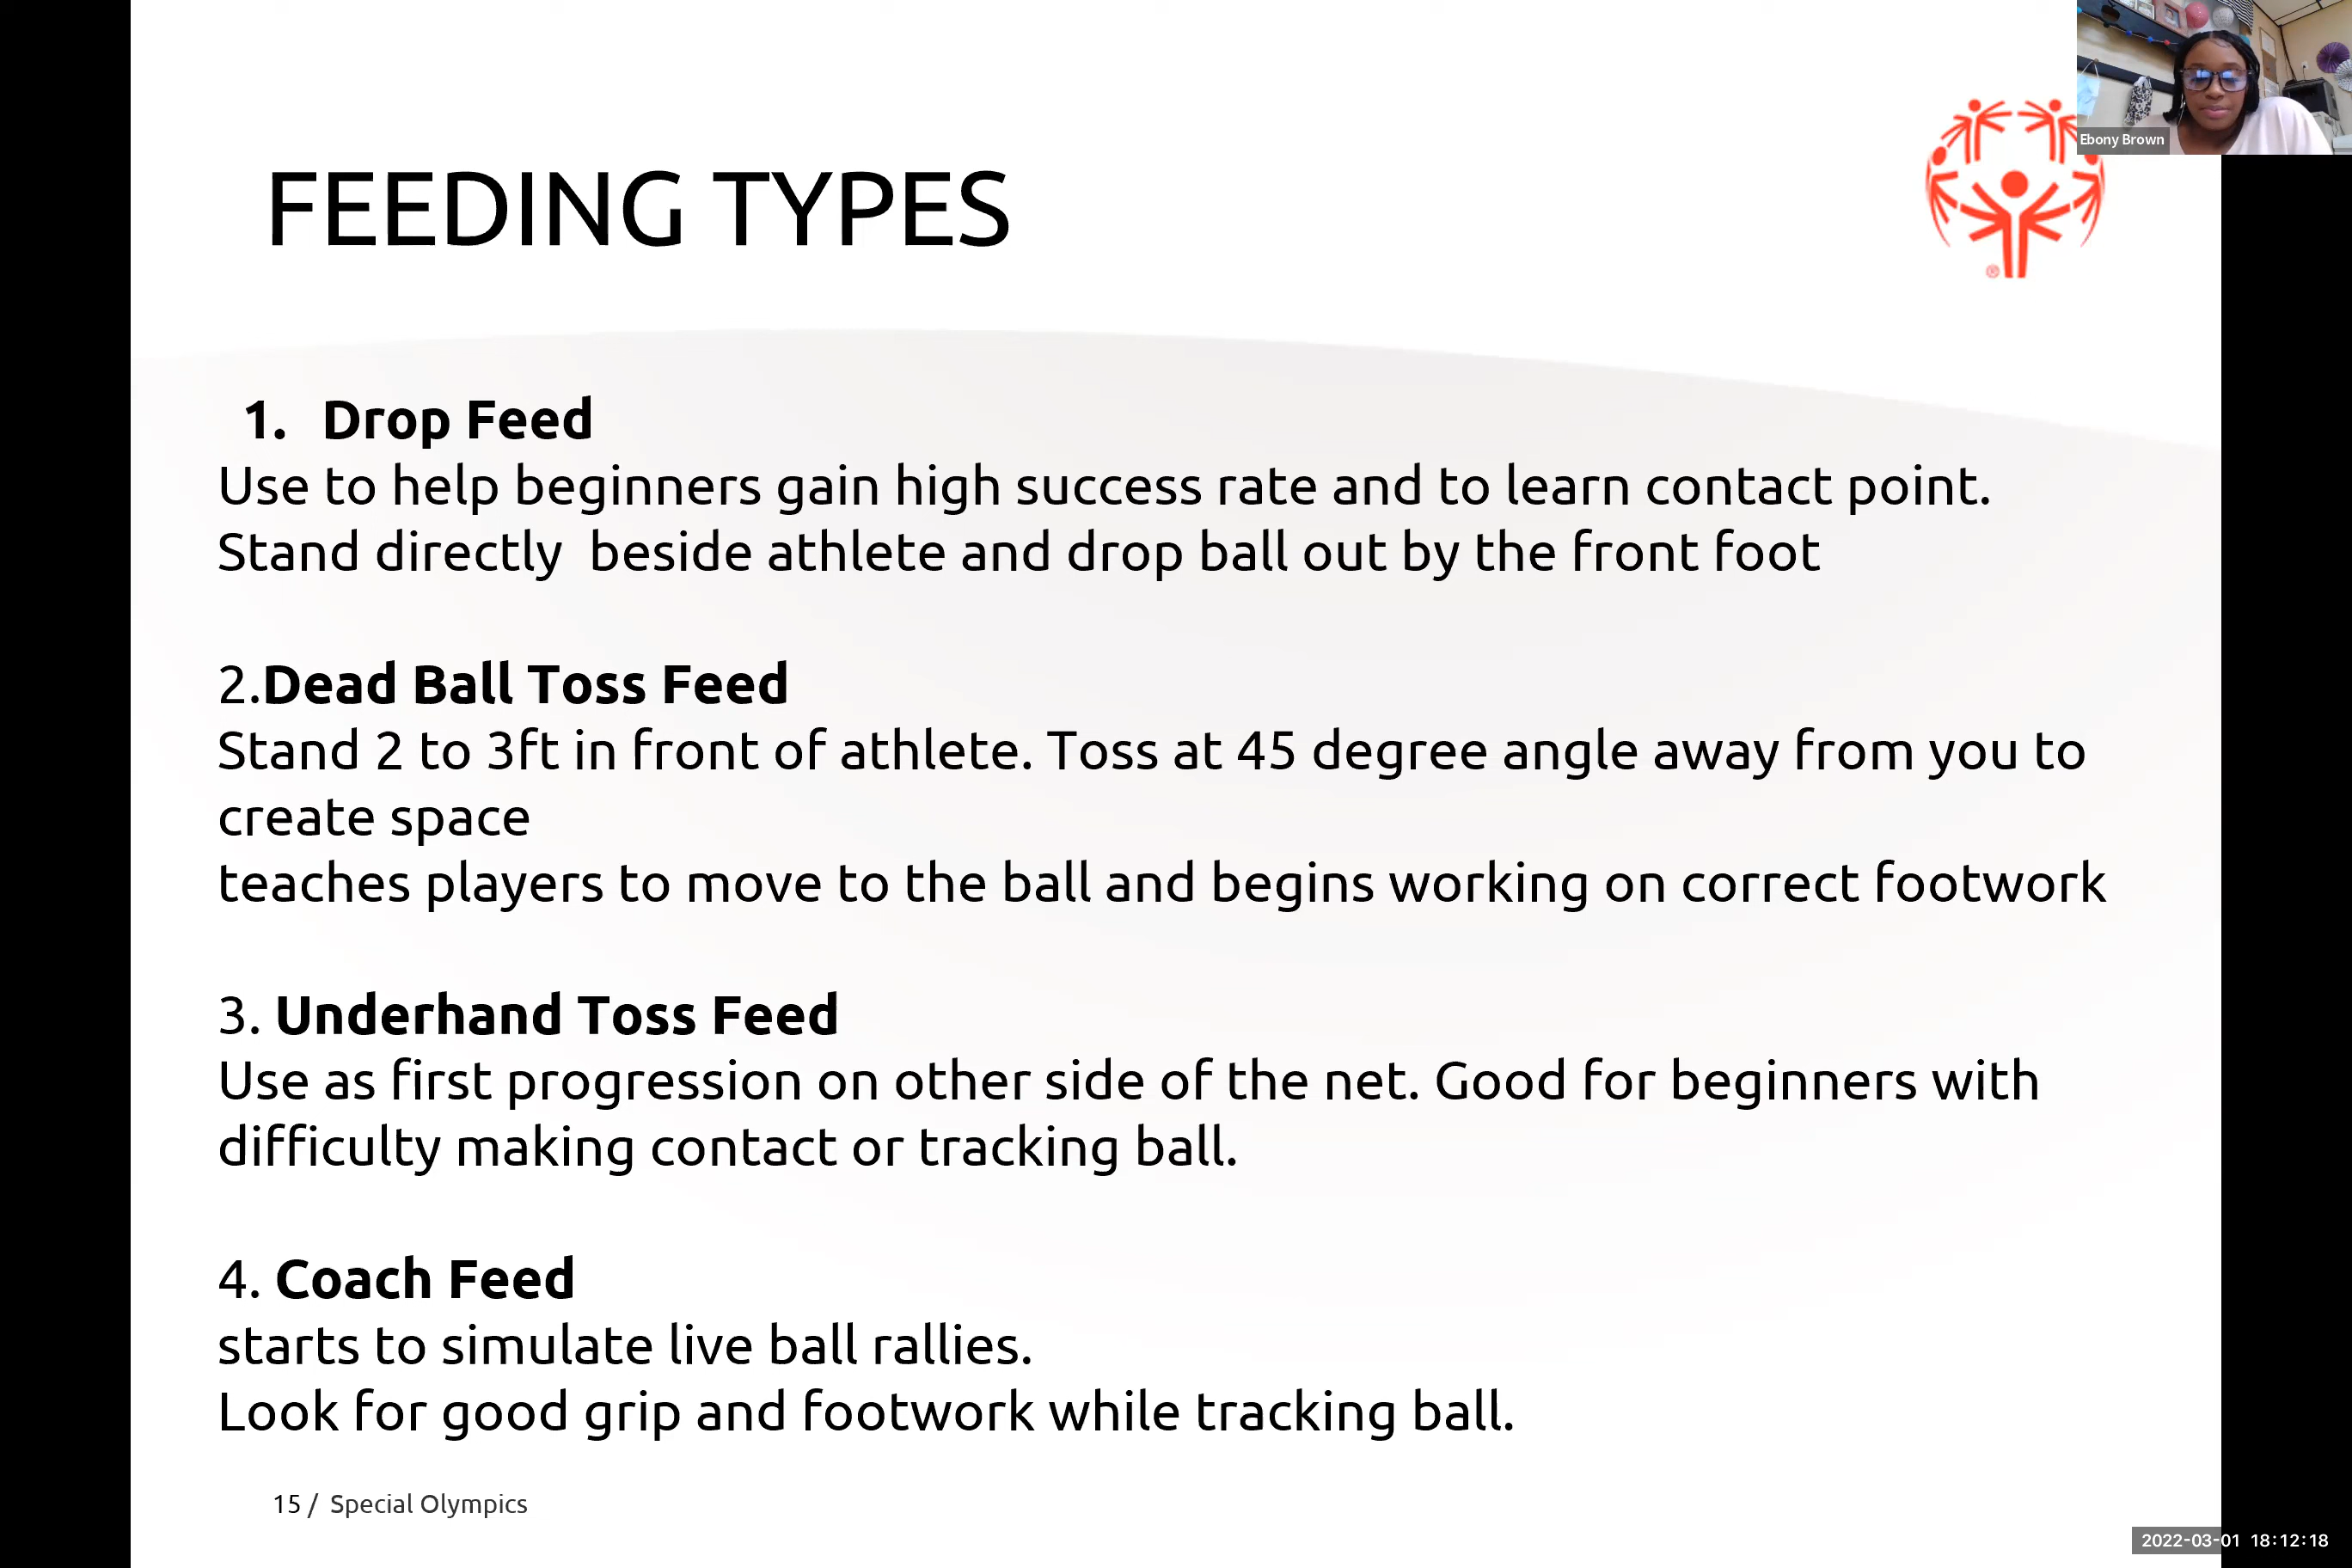 Ebony Brown
FEEDING TYPES
®
1. Drop Feed
Use to help beginners gain high success rate and to learn contact point.
Stand directly  beside athlete and drop ball out by the front foot
2.Dead Ball Toss Feed
Stand 2 to 3ft in front of athlete. Toss at 45 degree angle away from you to
create space
teaches players to move to the ball and begins working on correct footwork
3. Underhand Toss Feed
Use as first progression on other side of the net. Good for beginners with
difficulty making contact or tracking ball.
4. Coach Feed
starts to simulate live ball rallies.
Look for good grip and footwork while tracking ball.
15 / Special Olympics
2022-03-01 18:12:18